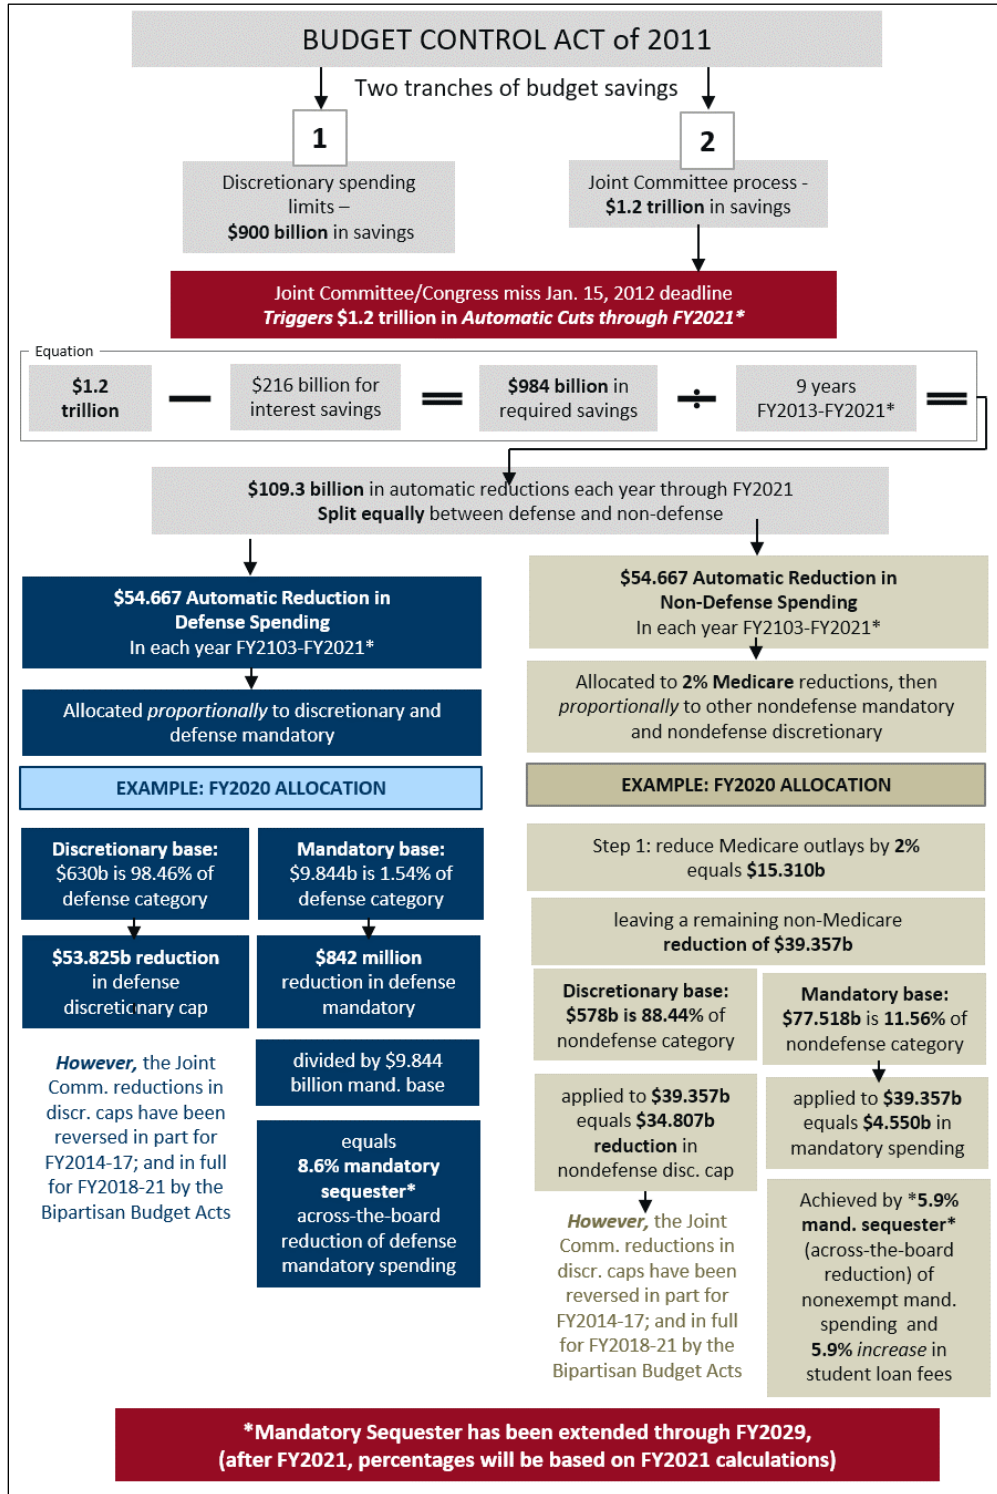 BUDGET CONTROL ACT of 2011
Two tranches of budget savings
1
2
Discretionary spending
limits –
$900 billion in savings
Joint Committee process -
$1.2 trillion in savings
Joint Committee/Congress miss Jan. 15, 2012 deadline
Triggers $1.2 trillion in Automatic Cuts through FY2021*
Equation
$1.2
trillion
—
$216 billion for
interest savings
=
$984 billion in
required savings
÷
9 years
FY2013-FY2021*
=
$109.3 billion in automatic reductions each year through FY2021
Split equally between defense and non-defense
$54.667 Automatic Reduction in
Defense Spending
In each year FY2103-FY2021*
Allocated proportionally to discretionary and
defense mandatory
EXAMPLE: FY2020 ALLOCATION
Discretionary base:
$630b is 98.46% of
defense category
$53.825b reduction
in defense
discretionary cap
However, the Joint
Comm. reductions in
discr. caps have been
reversed in part for
FY2014-17; and in full
for FY2018-21 by the
Bipartisan Budget Acts
Mandatory base:
$9.844b is 1.54% of
defense category
$842 million
reduction in defense
mandatory
divided by $9.844
billion mand. base
equals
8.6% mandatory
sequester*
across-the-board
reduction of defense
mandatory spending
$54.667 Automatic Reduction in
Non-Defense Spending
In each year FY2103-FY2021*
Allocated to 2% Medicare reductions, then
proportionally to other nondefense mandatory
and nondefense discretionary
EXAMPLE: FY2020 ALLOCATION
Step 1: reduce Medicare outlays by 2%
equals $15.310b
leaving a remaining non-Medicare
reduction of $39.357b
Discretionary base:
$578b is 88.44% of
nondefense category
applied to $39.357b
equals $34.807b
reduction in
nondefense disc. cap
However, the Joint
Comm. reductions in
discr. caps have been
reversed in part for
FY2014-17; and in full
for FY2018-21 by the
Bipartisan Budget Acts
Mandatory base:
$77.518b is 11.56% of
nondefense category
applied to $39.357b
equals $4.550b in
mandatory spending
Achieved by *5.9%
mand. sequester*
(across-the-board
reduction) of
nonexempt mand.
spending and
5.9% increase in
student loan fees
*Mandatory Sequester has been extended through FY2029,
(after FY2021, percentages will be based on FY2021 calculations)